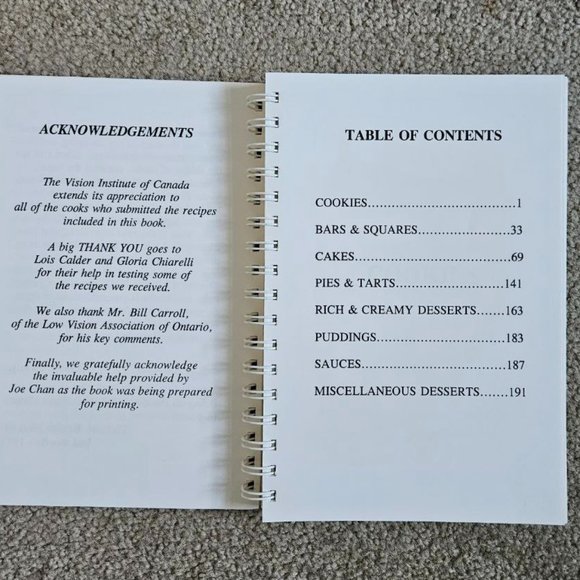 ACKNOWLEDGEMENTS
The Vision Institute of Canada
extends its appreciation to
all of the cooks who submitted the recipes
included in this book.
A big THANK YOU goes to
Lois Calder and Gloria Chiarelli
for their help in testing some of
the recipes we received.
We also thank Mr. Bill Carroll,
of the Low Vision Association of Ontario,
for his key comments.
Finally, we gratefully acknowledge
the invaluable help provided by
Joe Chan as the book was being prepared
for printing.
TABLE OF CONTENTS
COOKIES.................................1
BARS & SQUARES....................33
CAKES.................................69
PIES & TARTS........................141
RICH & CREAMY DESSERTS......163
PUDDINGS............................183
SAUCES...............................187
MISCELLANEOUS DESSERTS......191